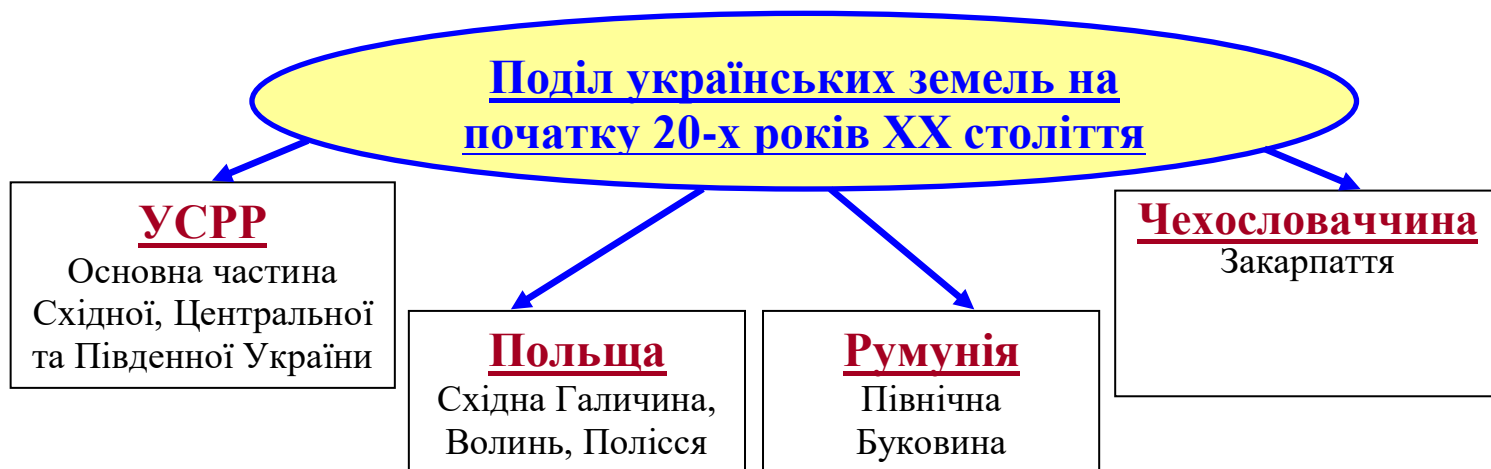 Поділ українських земель на
початку 20-х років ХХ століття
УСРР
Основна частина
Східної, Центральної
та Південної України
Польща
Східна Галичина,
Волинь, Полісся
Румунія
Північна
Буковина
Чехословаччина
Закарпаття